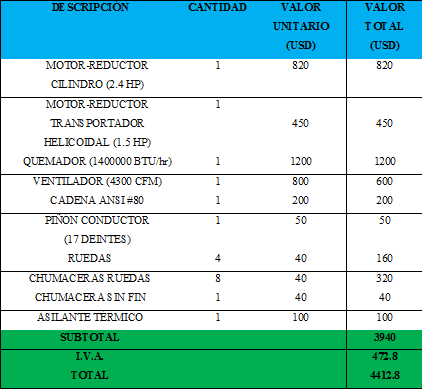 DESCRIPCIÓN CANTIDAD VALOR UNITARIO (USD) VALOR TOTAL (USD)
MOTOR-REDUCTOR CILINDRO (2.4 HP) 1 820 820
MOTOR-REDUCTOR TRANSPORTADOR HELICOIDAL (1.5 HP) 1 450 450
QUEMADOR (1400000 BTU/hr) 1 1200 1200
VENTILADOR (4300 CFM) 1 800 600
CADENA ANSI #80 1 200 200
PIÑON CONDUCTOR (17 DEINTES) 1 50 50
RUEDAS 4 40 160
CHUMACERAS RUEDAS 8 40 320
CHUMACERA SIN FIN 1 40 40
ASILANTE TERMICO 1 100 100
SUBTOTAL 3940
I.V.A. 472.8
TOTAL 4412.8